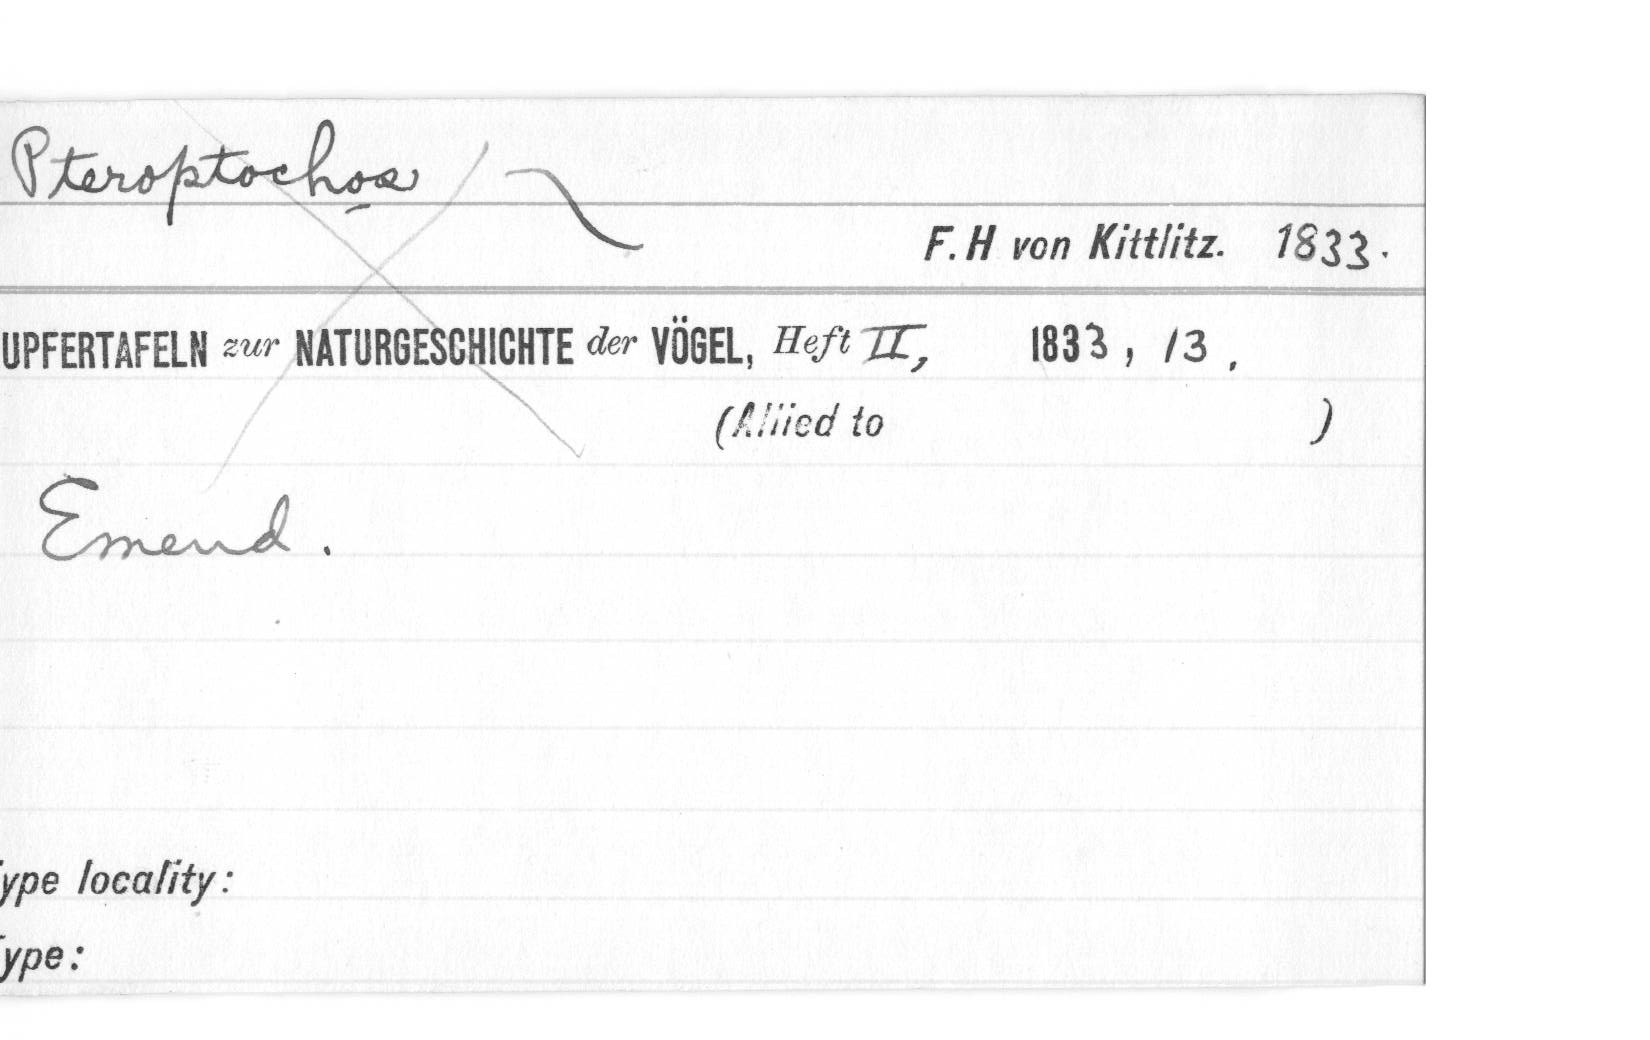 Pteroptochos
F. H von Kittlitz. 1833.
UPFERTAFELN zur NATURGESCHICHTE der VÖGEL, Heft II, 1833, 13,
(Allied to )
Emend.
ype locality:
ype: